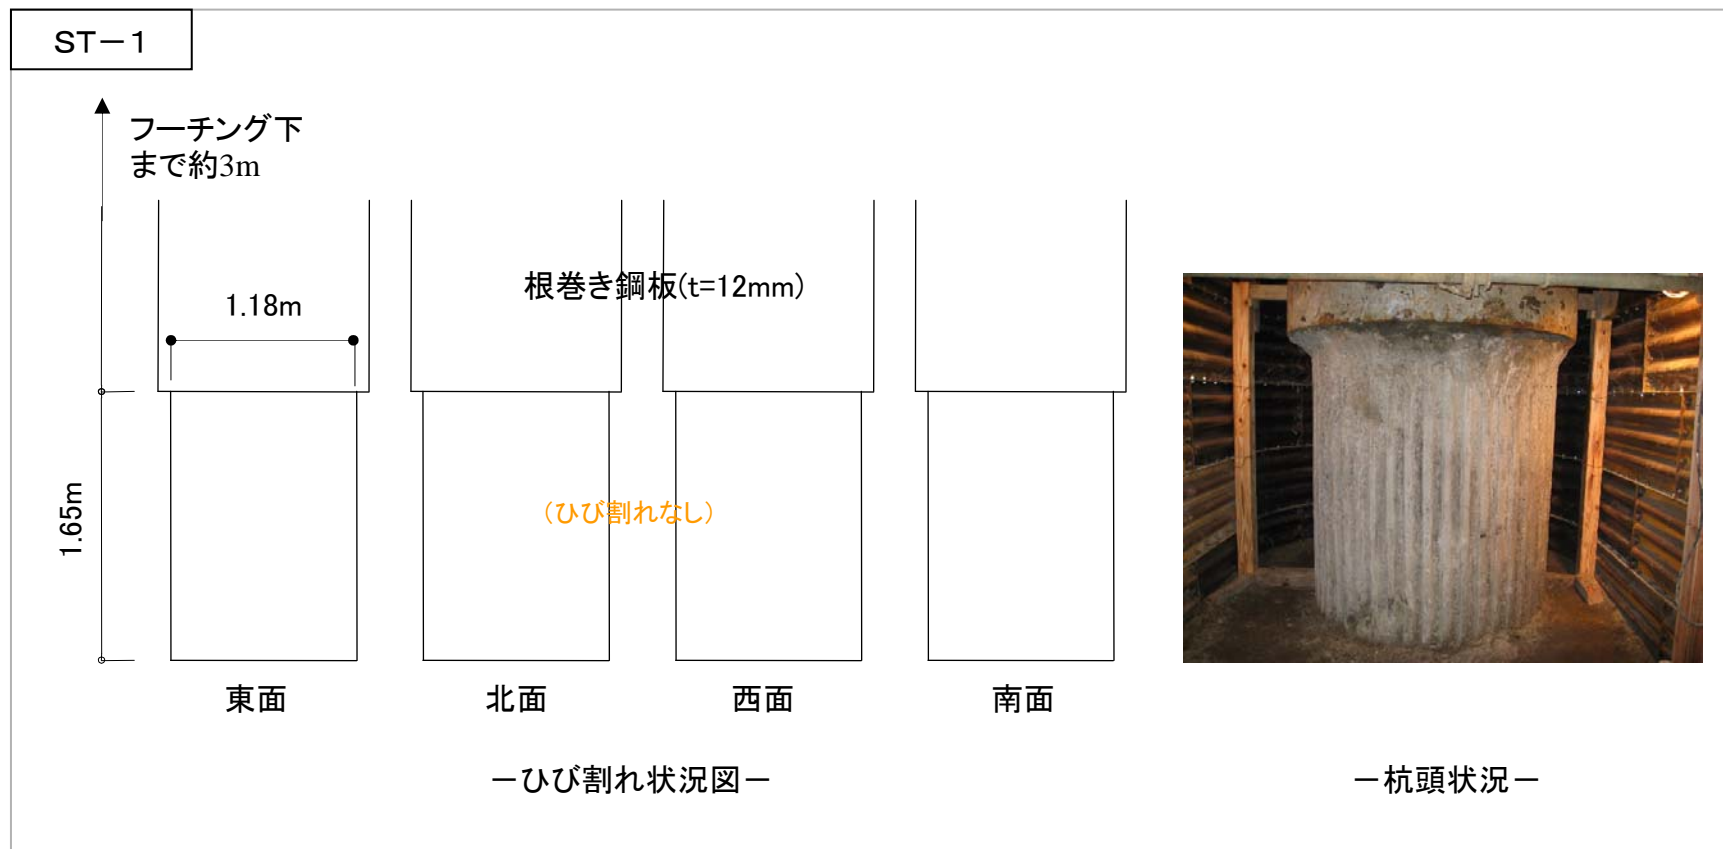 ST－1
フーチング下
まで約3m
根巻き鋼板(t=12mm)
1.18m
1.65m
(ひび割れなし)
東面
北面
西面
南面
－ひび割れ状況図－
－杭頭状況－